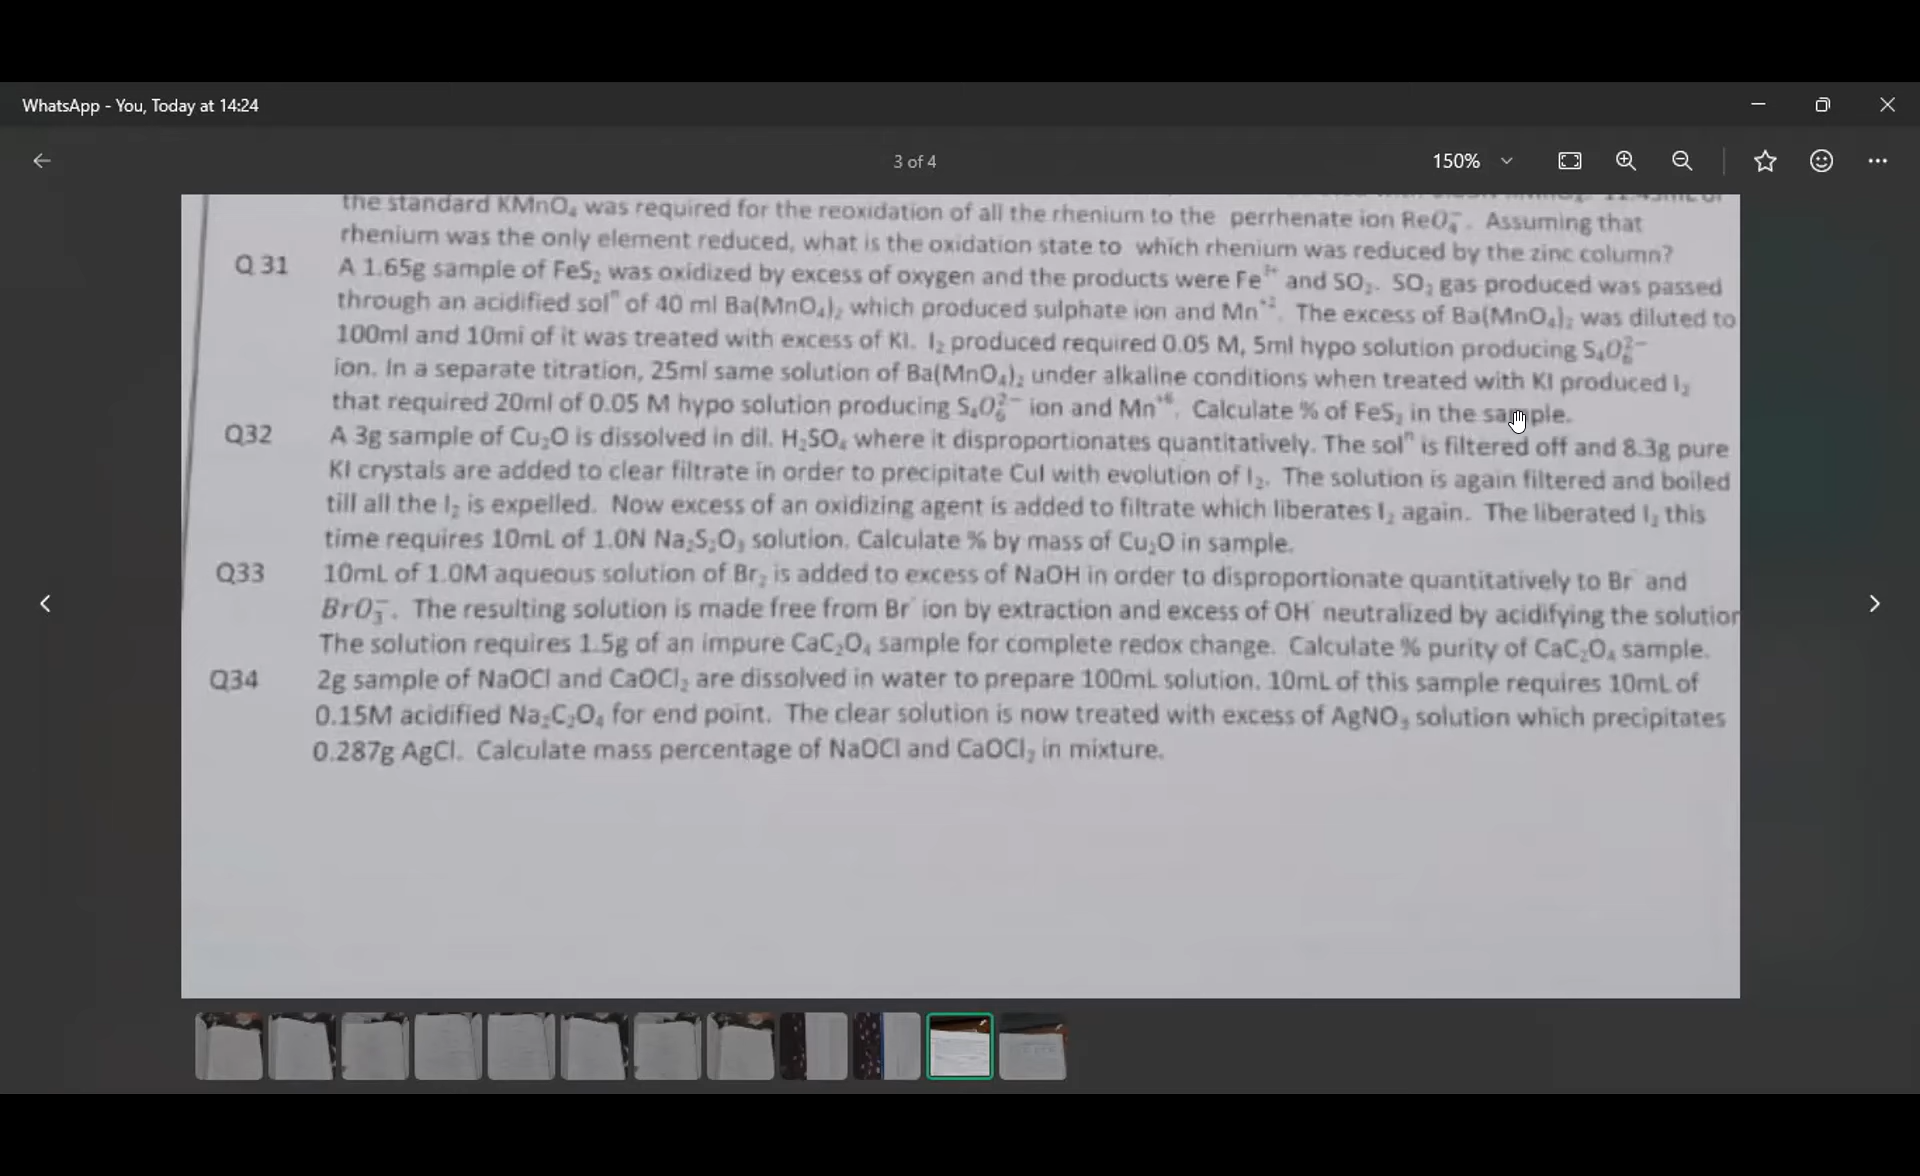 WhatsApp - You, Today at 14:24
3 of 4
150%
the standard KMnO₄ was required for the reoxidation of all the rhenium to the perrhenate ion ReO₄⁻. Assuming that
rhenium was the only element reduced, what is the oxidation state to which rhenium was reduced by the zinc column?
Q 31 A 1.65g sample of FeS₂ was oxidized by excess of oxygen and the products were Fe³⁺ and SO₂. SO₂ gas produced was passed
through an acidified solⁿ of 40 ml Ba(MnO₄)₂ which produced sulphate ion and Mn⁺². The excess of Ba(MnO₄)₂ was diluted to
100ml and 10ml of it was treated with excess of KI. I₂ produced required 0.05 M, 5ml hypo solution producing S₄O₆²⁻
ion. In a separate titration, 25ml same solution of Ba(MnO₄)₂ under alkaline conditions when treated with KI produced I₂
that required 20ml of 0.05 M hypo solution producing S₄O₆²⁻ ion and Mn⁺⁶. Calculate % of FeS₂ in the sample.
Q32 A 3g sample of Cu₂O is dissolved in dil. H₂SO₄ where it disproportionates quantitatively. The solⁿ is filtered off and 8.3g pure
KI crystals are added to clear filtrate in order to precipitate CuI with evolution of I₂. The solution is again filtered and boiled
till all the I₂ is expelled. Now excess of an oxidizing agent is added to filtrate which liberates I₂ again. The liberated I₂ this
time requires 10mL of 1.0N Na₂S₂O₃ solution. Calculate % by mass of Cu₂O in sample.
Q33 10mL of 1.0M aqueous solution of Br₂ is added to excess of NaOH in order to disproportionate quantitatively to Br⁻ and
BrO₃⁻. The resulting solution is made free from Br⁻ ion by extraction and excess of OH⁻ neutralized by acidifying the solution
The solution requires 1.5g of an impure CaC₂O₄ sample for complete redox change. Calculate % purity of CaC₂O₄ sample.
Q34 2g sample of NaOCl and CaOCl₂ are dissolved in water to prepare 100mL solution. 10mL of this sample requires 10mL of
0.15M acidified Na₂C₂O₄ for end point. The clear solution is now treated with excess of AgNO₃ solution which precipitates
0.287g AgCl. Calculate mass percentage of NaOCl and CaOCl₂ in mixture.